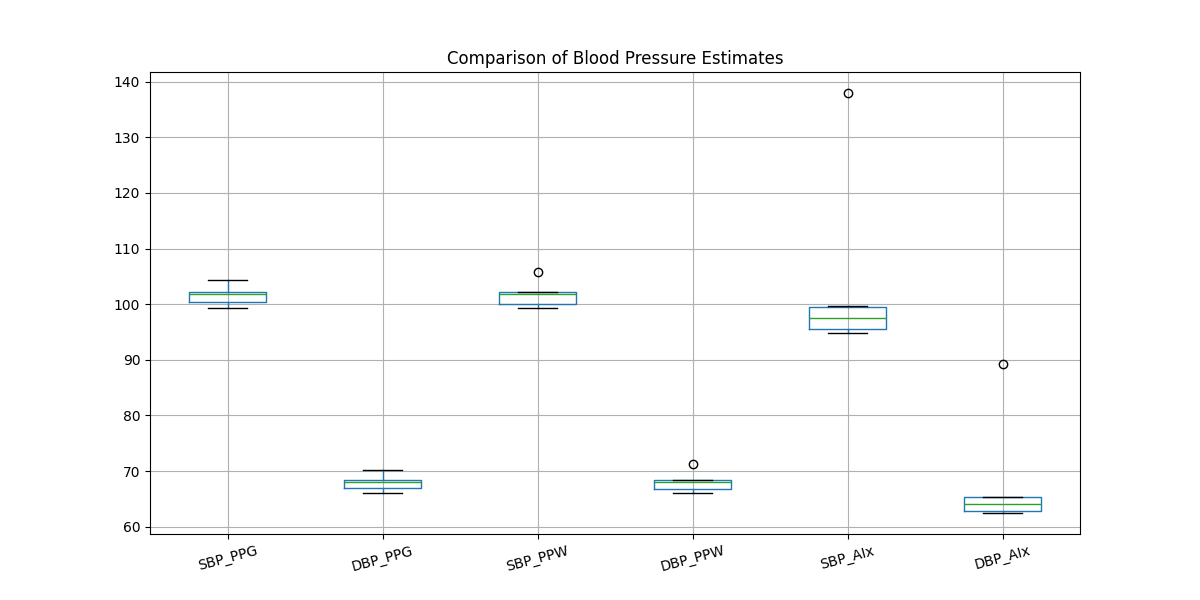 Comparison of Blood Pressure Estimates
140
130
120
110
100
90
80
70
60
SBP_PPG
DBP_PPG
SBP_PPW
DBP_PPW
SBP_AIx
DBP_AIx